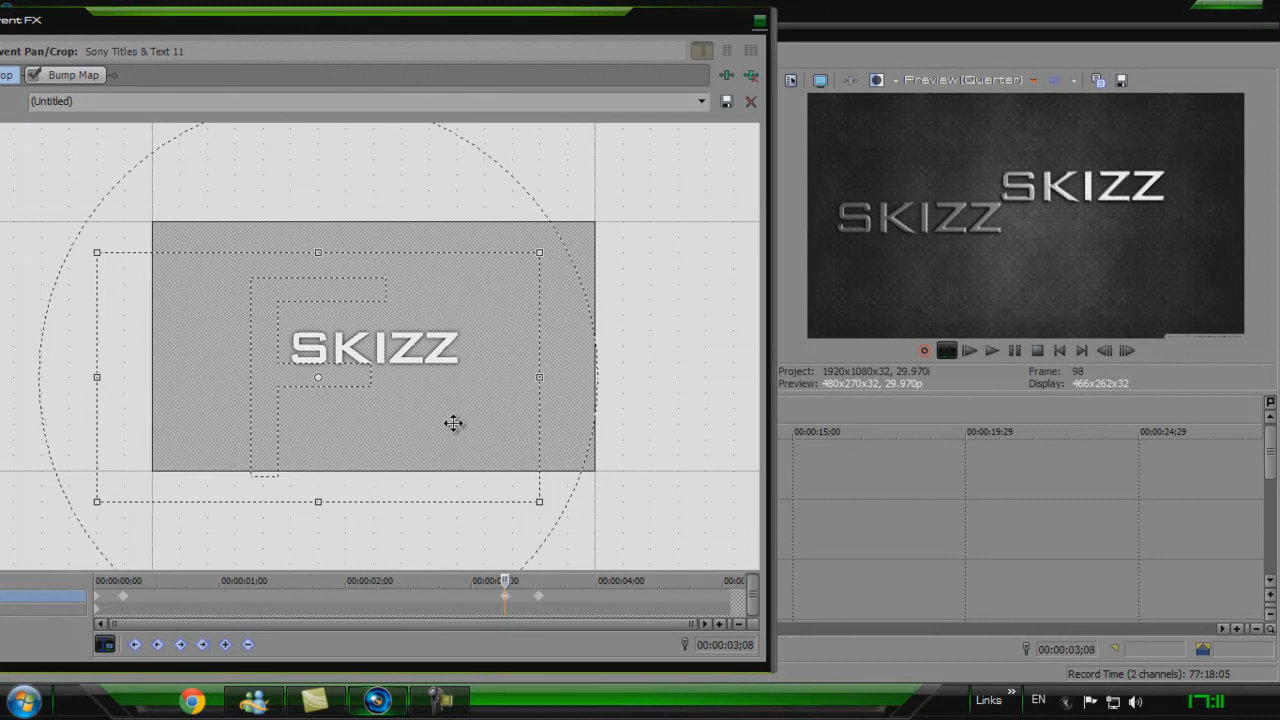 vent FX
vent Pan/Crop: Sony Titles & Text 11
op
Bump Map
(Untitled)
Preview (Quarter)
SKIZZ
SKIZZ
SKIZZ
Project: 1920x1080x32, 29.970i
Frame: 98
Preview: 480x270x32, 29.970p
Display: 466x262x32
00:00:15;00
00:00:19;29
00:00:24;29
00:00:00;00
00:00:01;00
00:00:02;00
00:00:04;00
00:00:03;08
00:00:03;08
Record Time (2 channels): 77:18:05
Links
EN
17:11